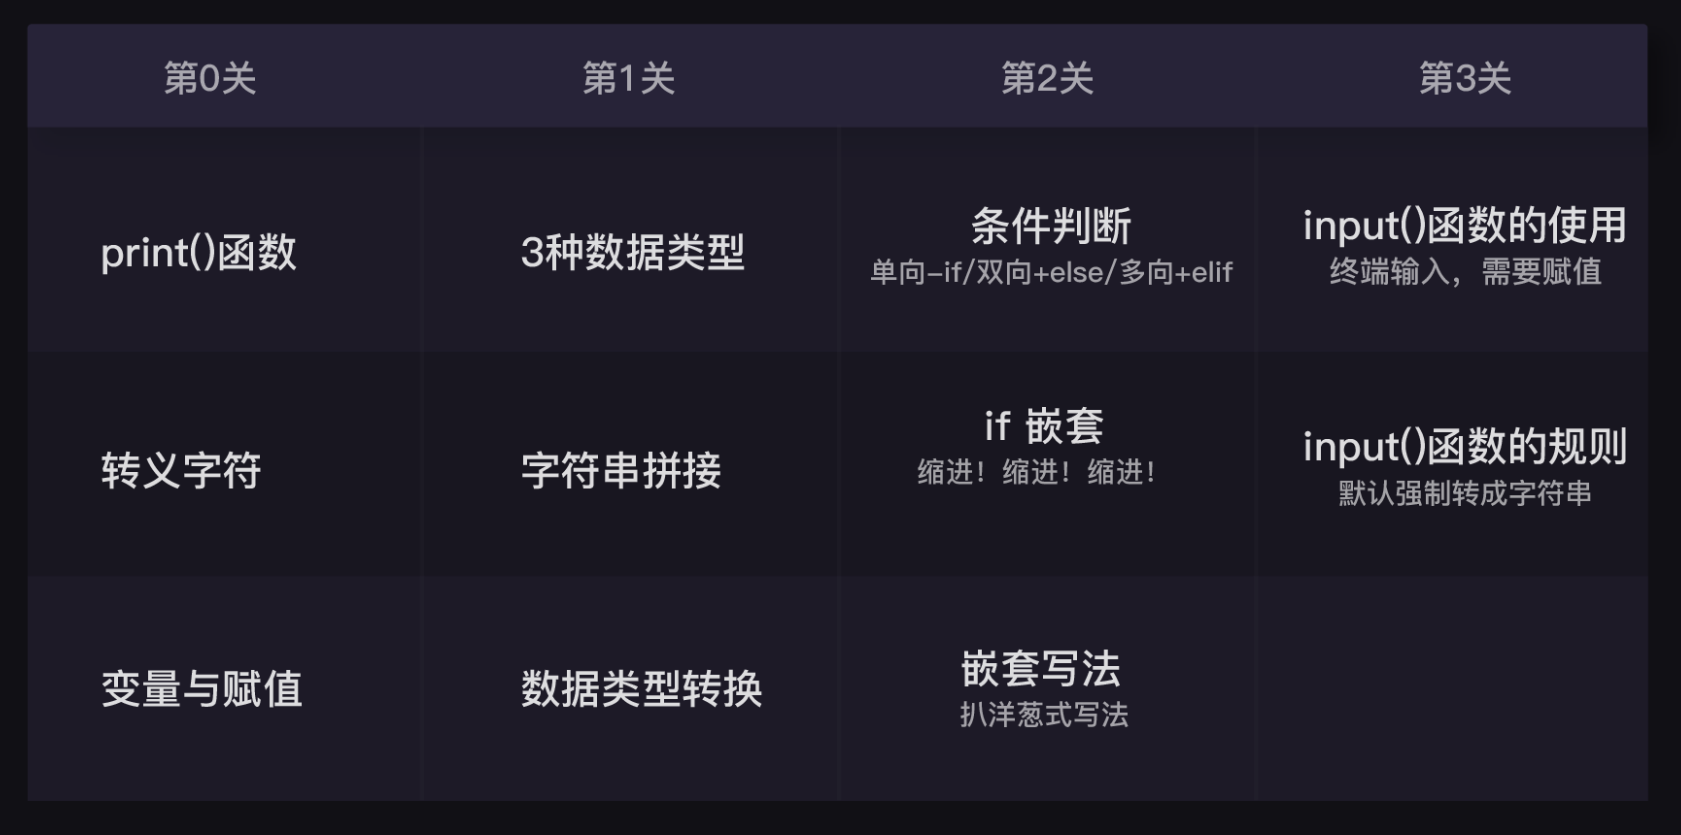 第0关
第1关
第2关
第3关
print()函数
3种数据类型
条件判断
单向-if/双向+else/多向+elif
input()函数的使用
终端输入，需要赋值
转义字符
字符串拼接
if 嵌套
缩进！缩进！缩进！
input()函数的规则
默认强制转成字符串
变量与赋值
数据类型转换
嵌套写法
扒洋葱式写法